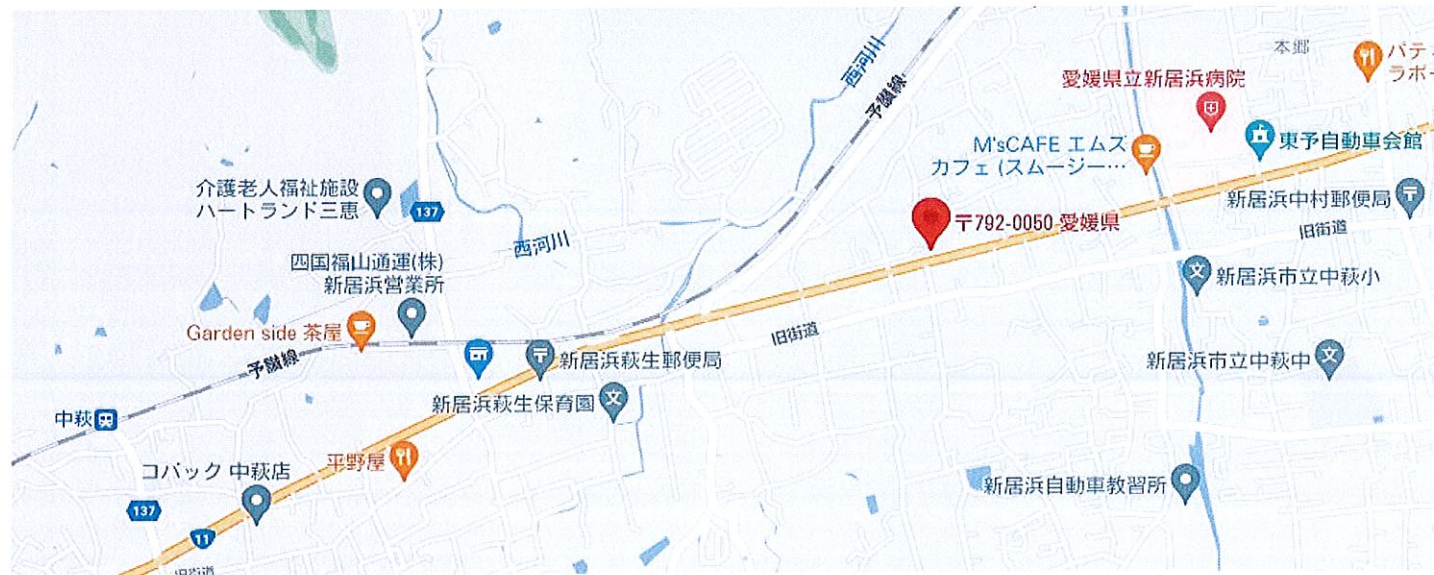 本郷
パティ
ラポー
愛媛県立新居浜病院
西河川
予讃線
M'sCAFE エムズ
カフェ (スムージー…
東予自動車会館
介護老人福祉施設
ハートランド三恵
137
新居浜中村郵便局
〒792-0050 愛媛県
旧街道
西河川
四国福山通運(株)
新居浜営業所
新居浜市立中萩小
Garden side 茶屋
旧街道
予讃線
新居浜萩生郵便局
新居浜市立中萩中
新居浜萩生保育園
中萩
コバック 中萩店
平野屋
新居浜自動車教習所
137
11
旧街道